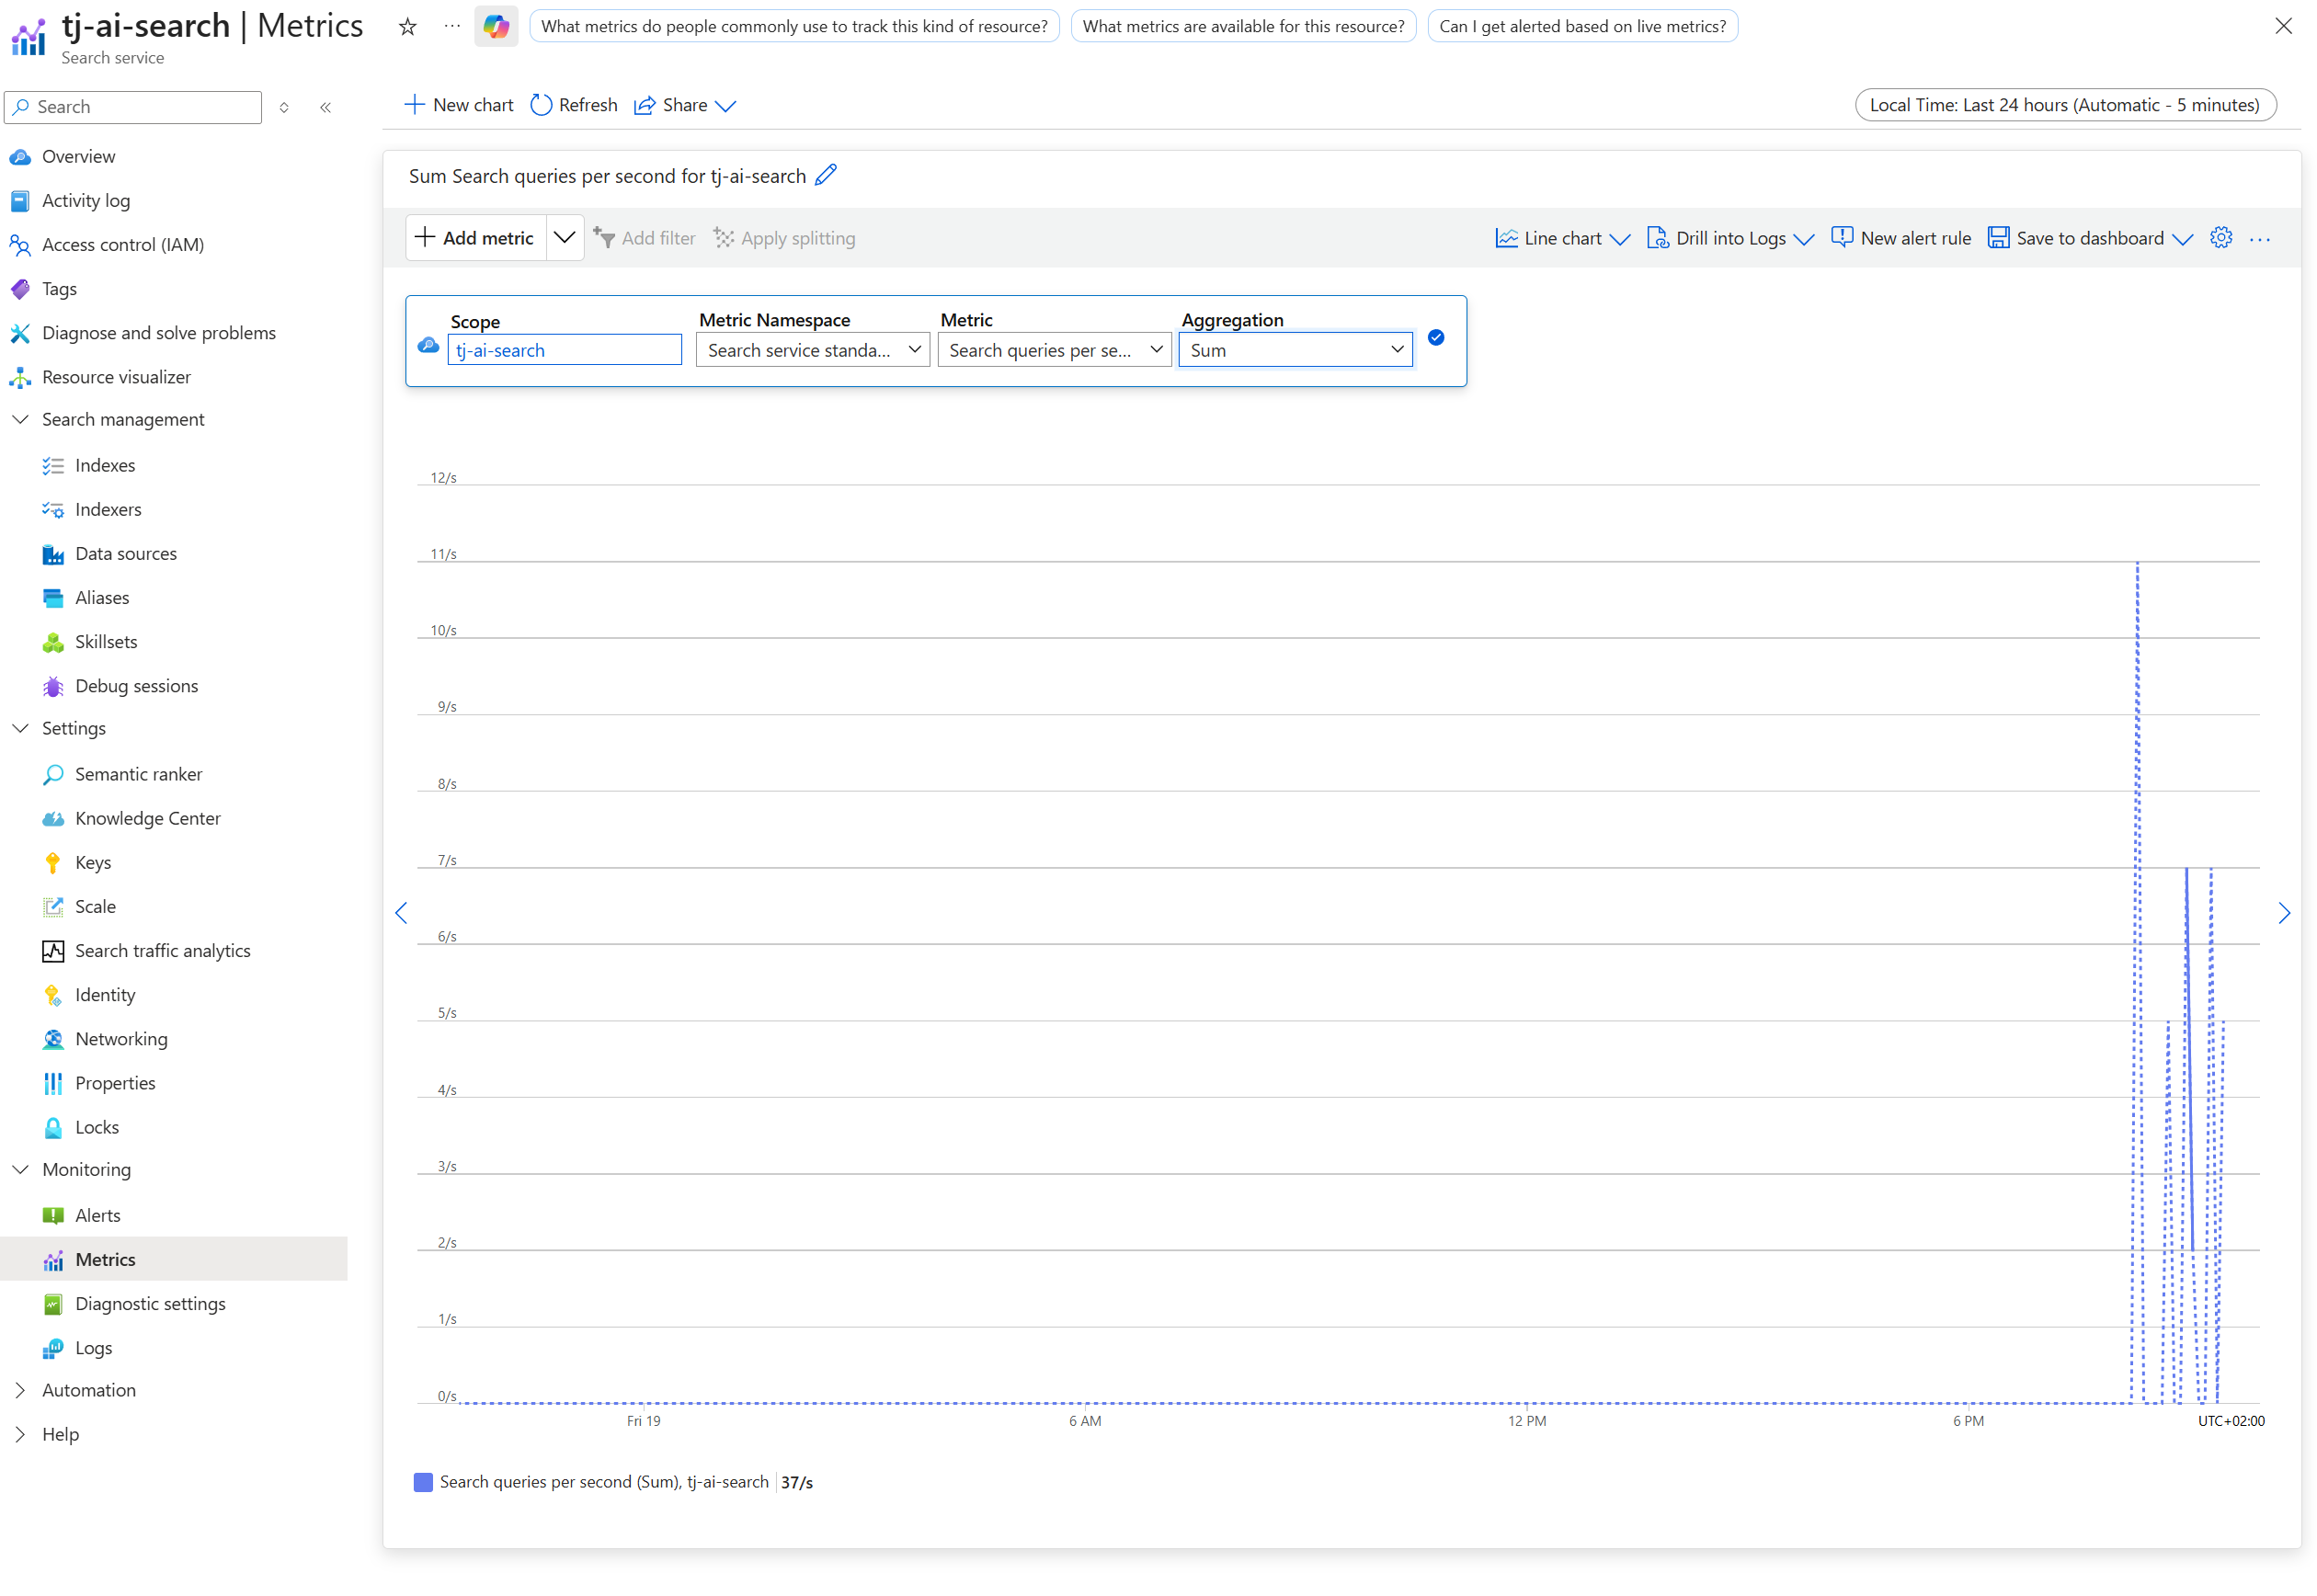 tj-ai-search | Metrics
Search service
What metrics do people commonly use to track this kind of resource?
What metrics are available for this resource?
Can I get alerted based on live metrics?
Search
New chart
Refresh
Share
Local Time: Last 24 hours (Automatic - 5 minutes)
Overview
Activity log
Access control (IAM)
Tags
Diagnose and solve problems
Resource visualizer
Search management
Indexes
Indexers
Data sources
Aliases
Skillsets
Debug sessions
Settings
Semantic ranker
Knowledge Center
Keys
Scale
Search traffic analytics
Identity
Networking
Properties
Locks
Monitoring
Alerts
Metrics
Diagnostic settings
Logs
Automation
Help
Sum Search queries per second for tj-ai-search
Add metric
Add filter
Apply splitting
Line chart
Drill into Logs
New alert rule
Save to dashboard
Scope
tj-ai-search
Metric Namespace
Search service standa...
Metric
Search queries per se...
Aggregation
Sum
12/s
11/s
10/s
9/s
8/s
7/s
6/s
5/s
4/s
3/s
2/s
1/s
0/s
Fri 19
6 AM
12 PM
6 PM
UTC+02:00
Search queries per second (Sum), tj-ai-search | 37/s